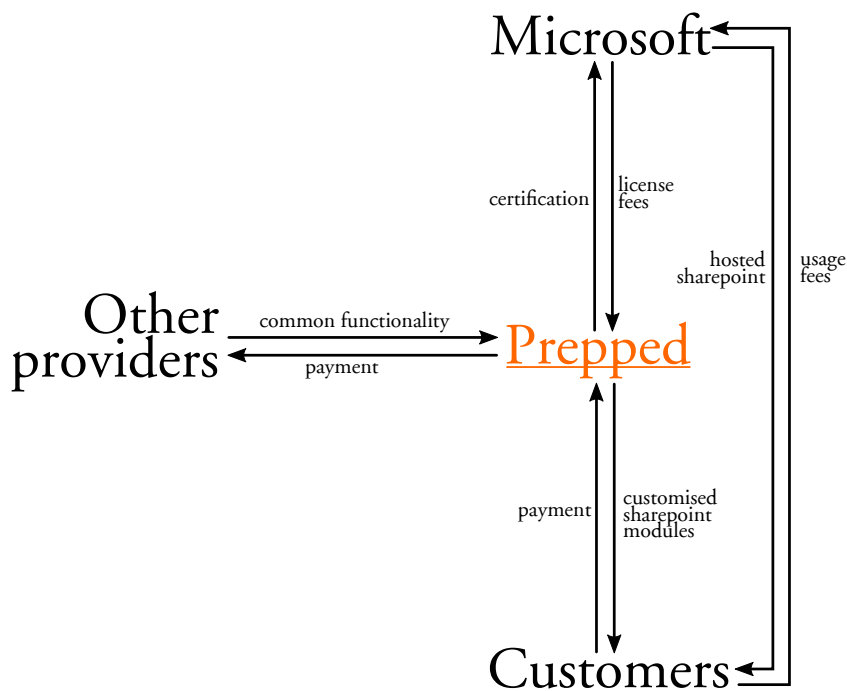 Microsoft
certification
license
fees
hosted
sharepoint
usage
fees
Other
providers
common functionality
payment
Prepped
payment
customised
sharepoint
modules
Customers